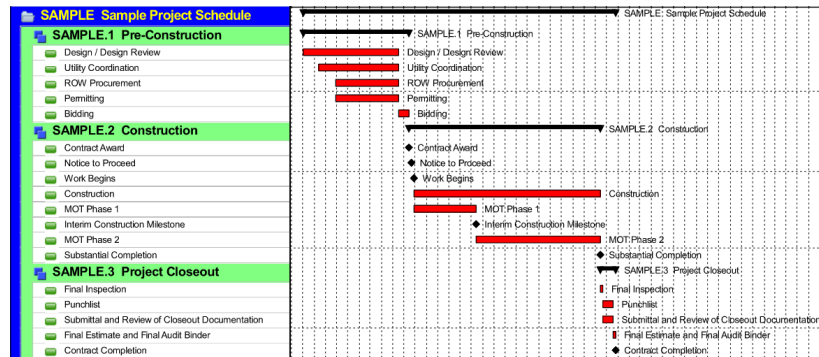 SAMPLE Sample Project Schedule SAMPLE: Sample Project Schedule
SAMPLE.1 Pre-Construction SAMPLE.1 Pre-Construction
Design / Design Review Design / Design Review
Utility Coordination Utility Coordination
ROW Procurement ROW Procurement
Permitting Permitting
Bidding Bidding
SAMPLE.2 Construction SAMPLE.2 Construction
Contract Award Contract Award
Notice to Proceed Notice to Proceed
Work Begins Work Begins
Construction Construction
MOT Phase 1 MOT Phase 1
Interim Construction Milestone Interim Construction Milestone
MOT Phase 2 MOT Phase 2
Substantial Completion Substantial Completion
SAMPLE.3 Project Closeout SAMPLE.3 Project Closeout
Final Inspection Final Inspection
Punchlist Punchlist
Submittal and Review of Closeout Documentation Submittal and Review of Closeout Documentation
Final Estimate and Final Audit Binder Final Estimate and Final Audit Binder
Contract Completion Contract Completion